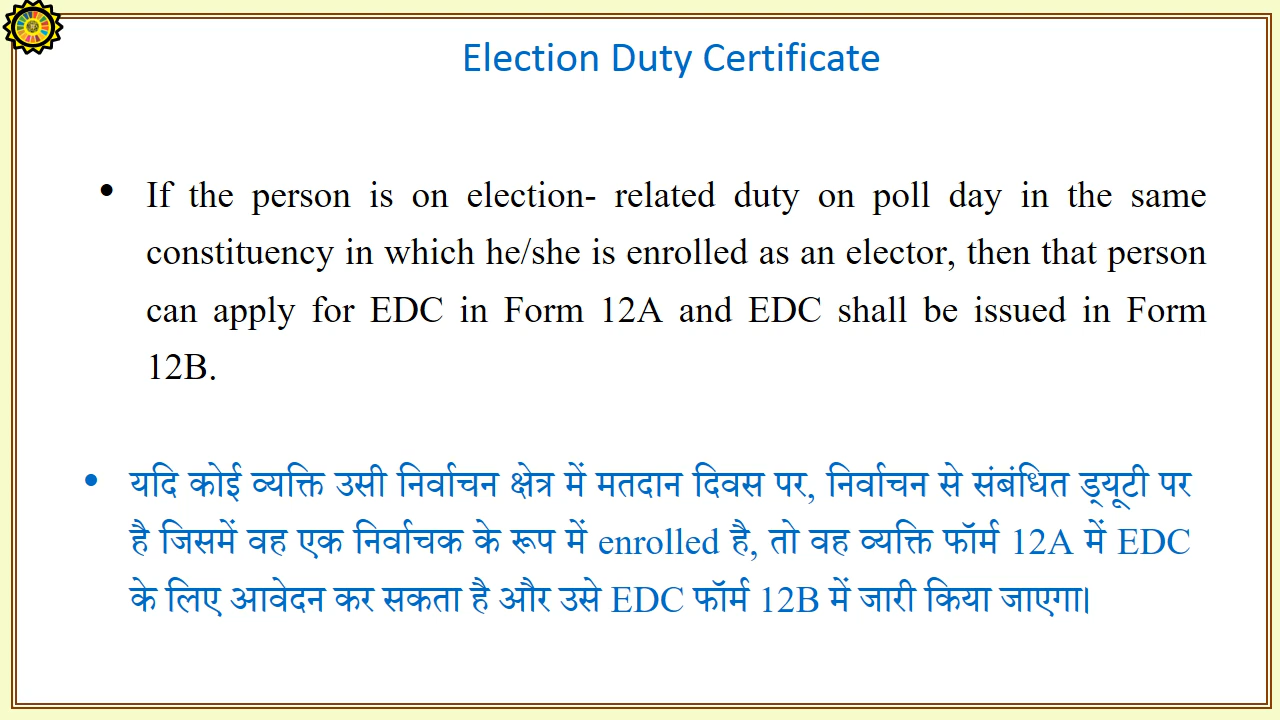 Election Duty Certificate
• If the person is on election- related duty on poll day in the same
constituency in which he/she is enrolled as an elector, then that person
can apply for EDC in Form 12A and EDC shall be issued in Form
12B.
• यदि कोई व्यक्ति उसी निर्वाचन क्षेत्र में मतदान दिवस पर, निर्वाचन से संबंधित ड्यूटी पर
है जिसमें वह एक निर्वाचक के रूप में enrolled है, तो वह व्यक्ति फॉर्म 12A में EDC
के लिए आवेदन कर सकता है और उसे EDC फॉर्म 12B में जारी किया जाएगा।